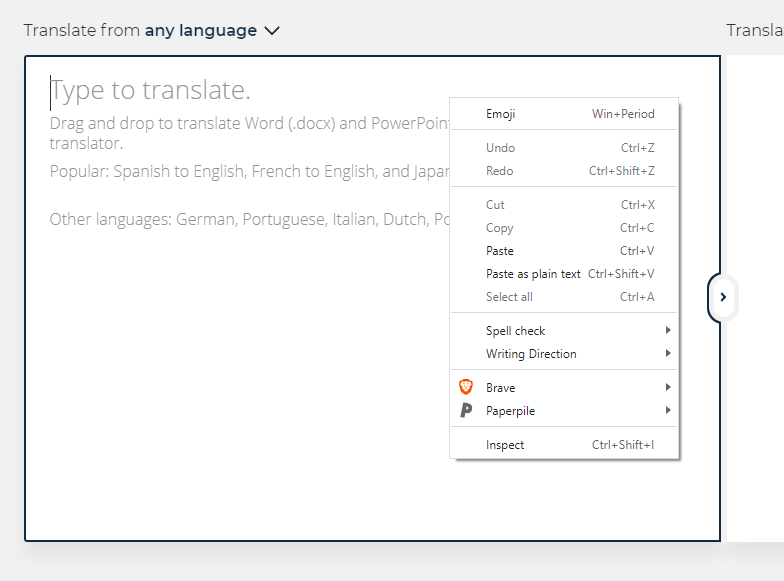 Translate from any language
Transla
Type to translate.
Drag and drop to translate Word (.docx) and PowerPoint
translator.
Popular: Spanish to English, French to English, and Japan
Other languages: German, Portuguese, Italian, Dutch, Po
Emoji Win+Period
Undo Ctrl+Z
Redo Ctrl+Shift+Z
Cut Ctrl+X
Copy Ctrl+C
Paste Ctrl+V
Paste as plain text Ctrl+Shift+V
Select all Ctrl+A
Spell check
Writing Direction
Brave
Paperpile
Inspect Ctrl+Shift+I